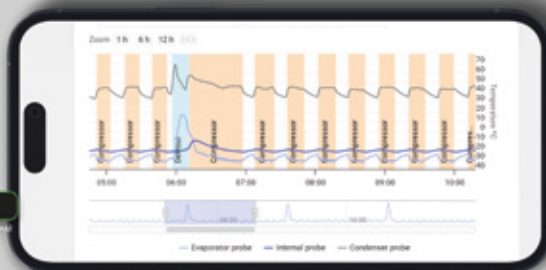 Zoom 1 h 6 h 12 h 24 h
70
60
50
40
30
20
10
0
10
20
30
40
Temperature °C
Compressor
Compressor
Compressor
Defrost
Compressor
Compressor
Compressor
Compressor
Compressor
Compressor
Compressor
Compressor
05:00 06:00 07:00 08:00 09:00 10:00
Evaporator probe Internal probe Condenser probe